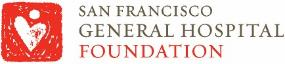 SAN FRANCISCO
GENERAL HOSPITAL
FOUNDATION